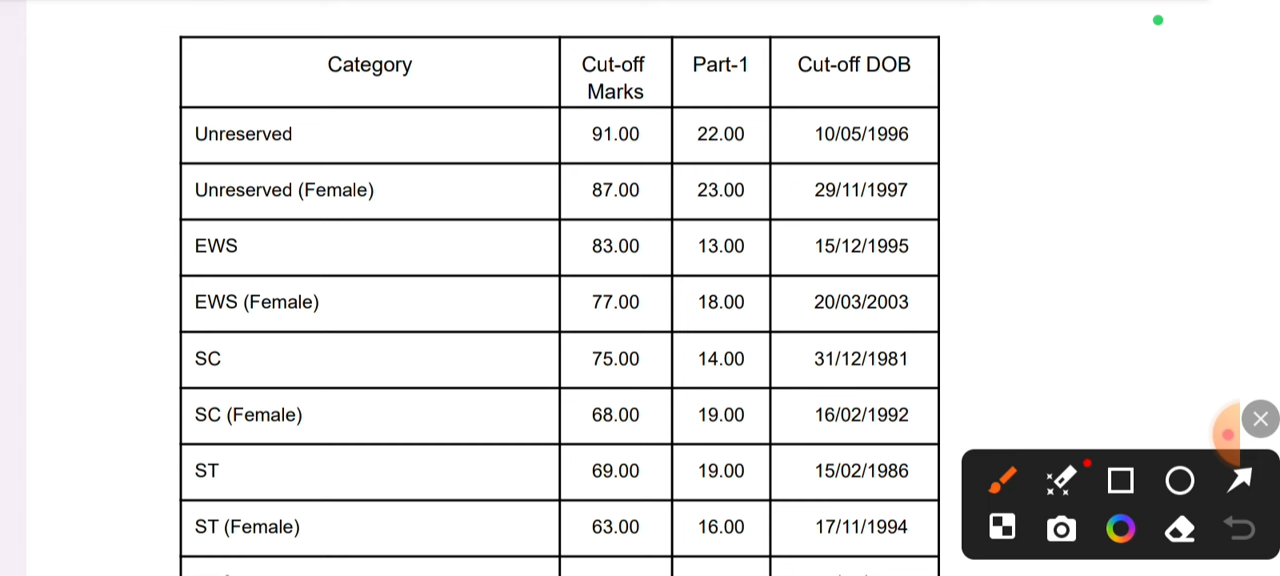 Category Cut-off Marks Part-1 Cut-off DOB
Unreserved 91.00 22.00 10/05/1996
Unreserved (Female) 87.00 23.00 29/11/1997
EWS 83.00 13.00 15/12/1995
EWS (Female) 77.00 18.00 20/03/2003
SC 75.00 14.00 31/12/1981
SC (Female) 68.00 19.00 16/02/1992
ST 69.00 19.00 15/02/1986
ST (Female) 63.00 16.00 17/11/1994